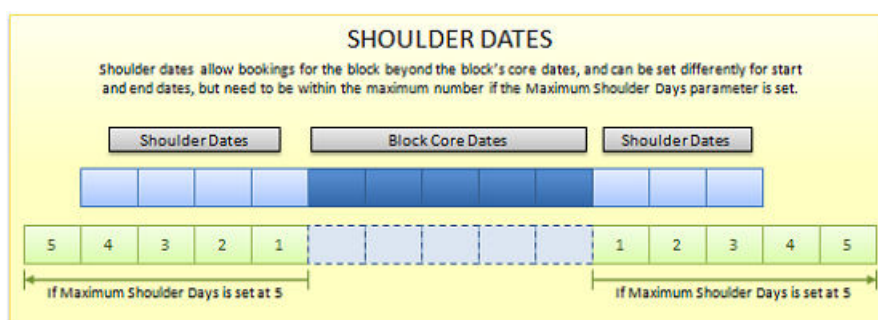 SHOULDER DATES
Shoulder dates allow bookings for the block beyond the block's core dates, and can be set differently for start
and end dates, but need to be within the maximum number if the Maximum Shoulder Days parameter is set.
Shoulder Dates Block Core Dates Shoulder Dates
5 4 3 2 1 1 2 3 4 5
If Maximum Shoulder Days is set at 5 If Maximum Shoulder Days is set at 5